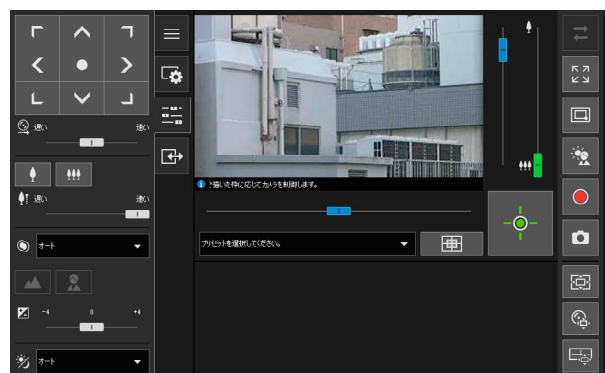 遅い 速い
遅い 速い
オート
-4 0 +4
オート
描いた枠に応じてカメラを制御します。
プリセットを選択してください。